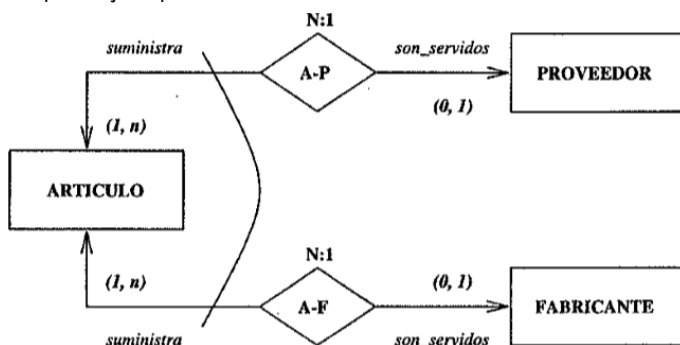 N:1
suministra
son_servidos
A-P
PROVEEDOR
(1, n)
(0, 1)
ARTICULO
N:1
(1, n)
(0, 1)
A-F
FABRICANTE
suministra
son_servidos